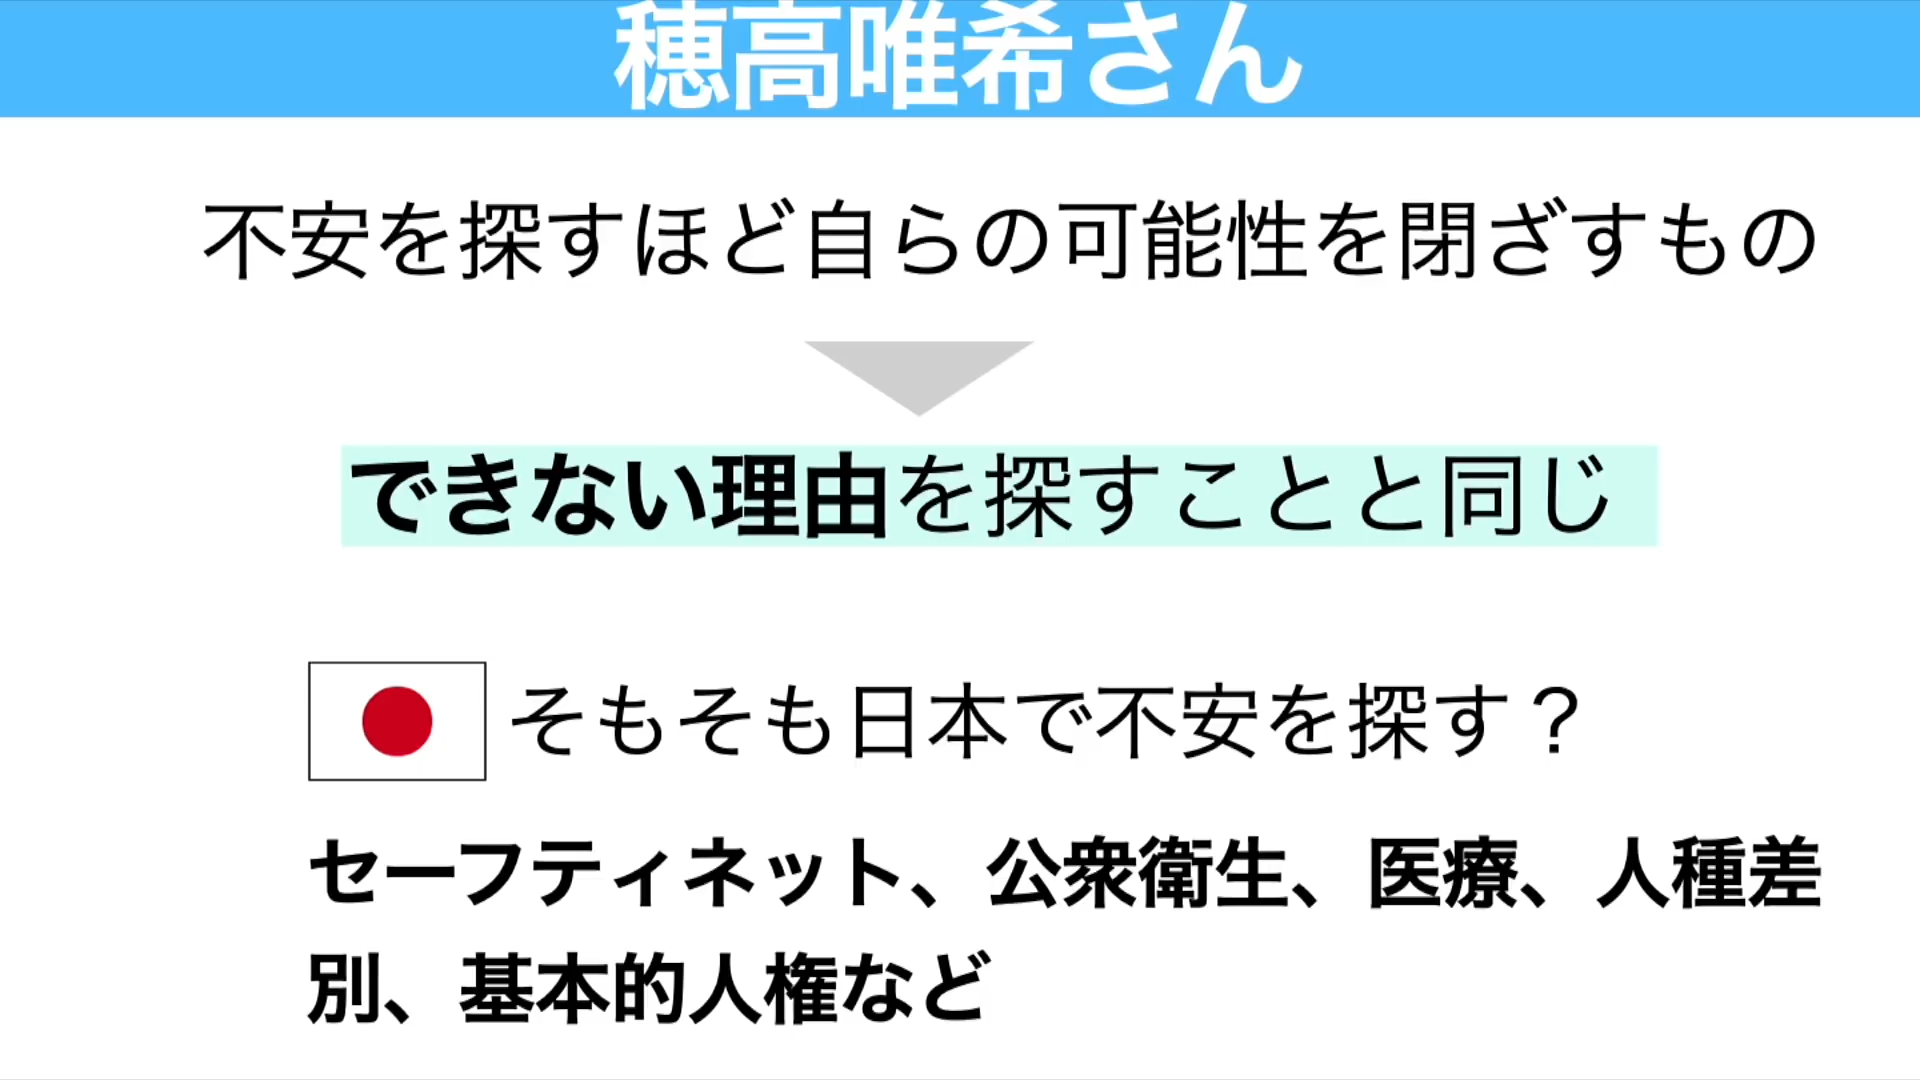 穂高唯希さん
不安を探すほど自らの可能性を閉ざすもの
できない理由を探すことと同じ
そもそも日本で不安を探す？
セーフティネット、公衆衛生、医療、人種差
別、基本的人権など